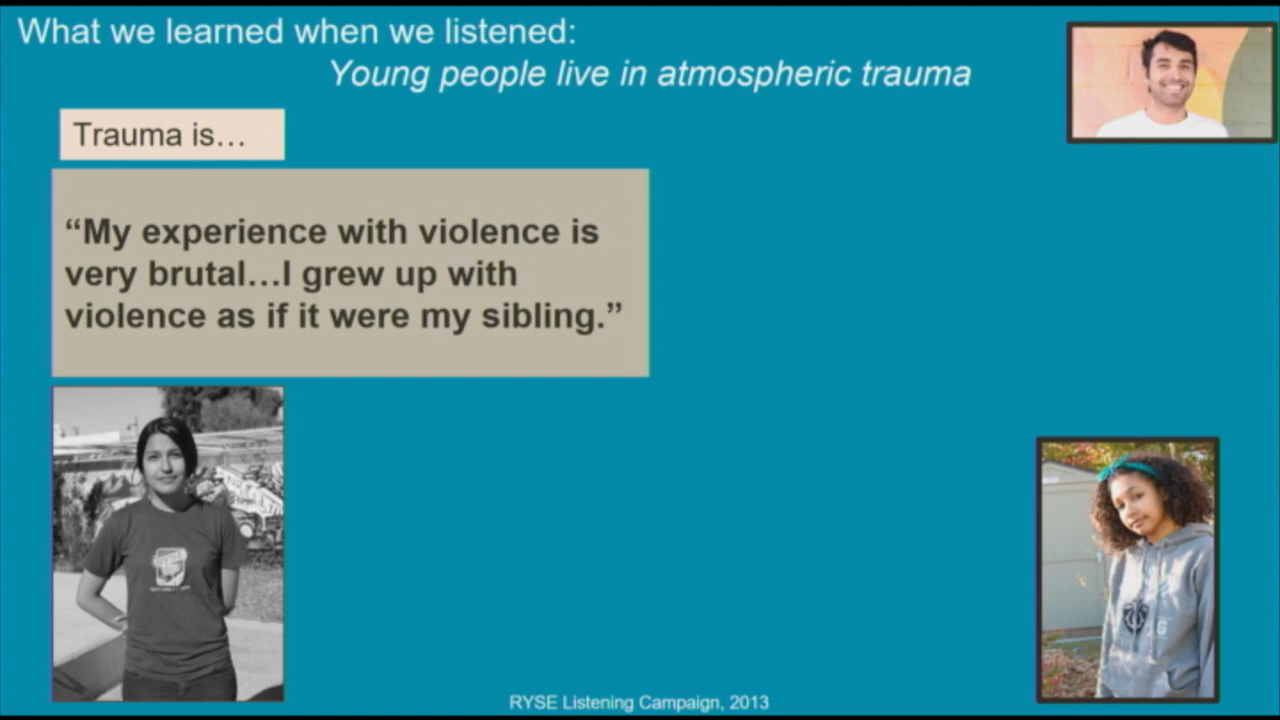 What we learned when we listened:
Young people live in atmospheric trauma
Trauma is…
“My experience with violence is
very brutal…I grew up with
violence as if it were my sibling.”
RYSE Listening Campaign, 2013